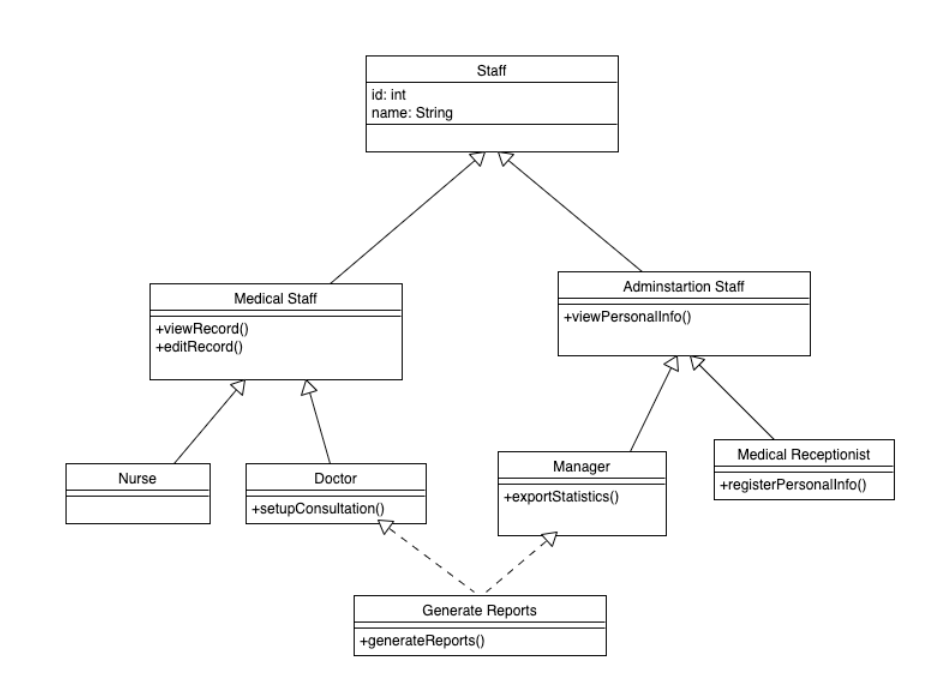 Staff
id: int
name: String
Medical Staff
+viewRecord()
+editRecord()
Adminstartion Staff
+viewPersonalInfo()
Nurse
Doctor
+setupConsultation()
Manager
+exportStatistics()
Medical Receptionist
+registerPersonalInfo()
Generate Reports
+generateReports()